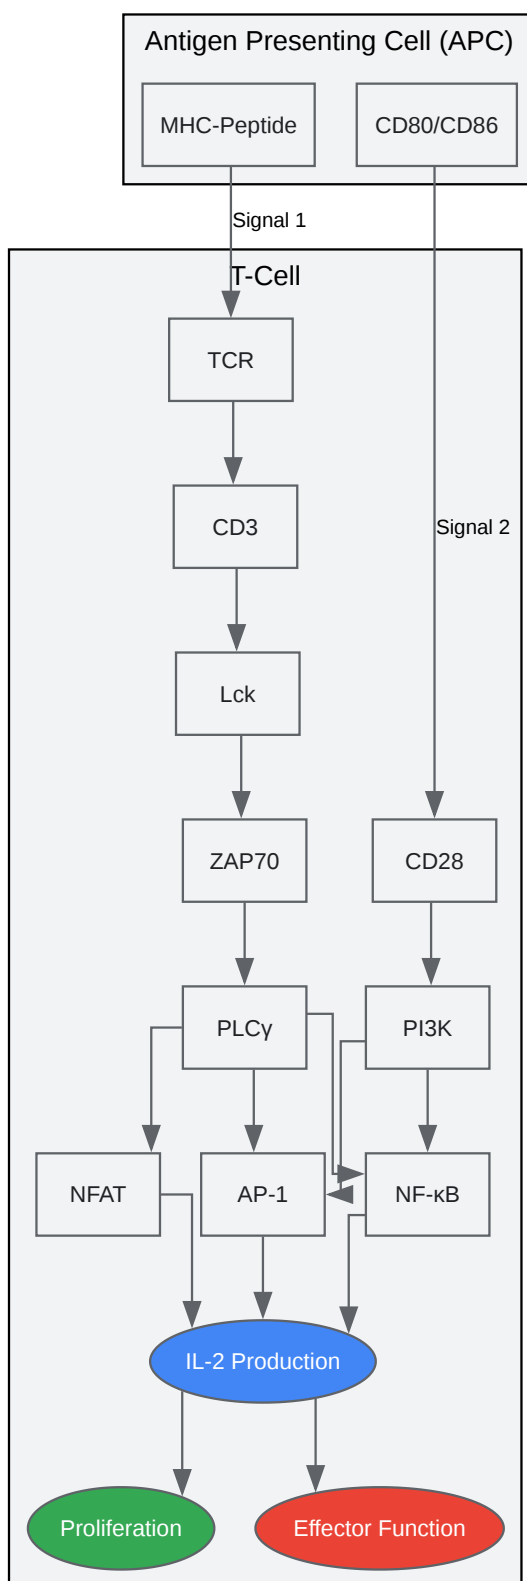 Antigen Presenting Cell (APC)
MHC-Peptide
CD80/CD86
Signal 1
T-Cell
TCR
CD3
Signal 2
Lck
ZAP70
CD28
PLCγ
PI3K
NFAT
AP-1
NF-κB
IL-2 Production
Proliferation
Effector Function